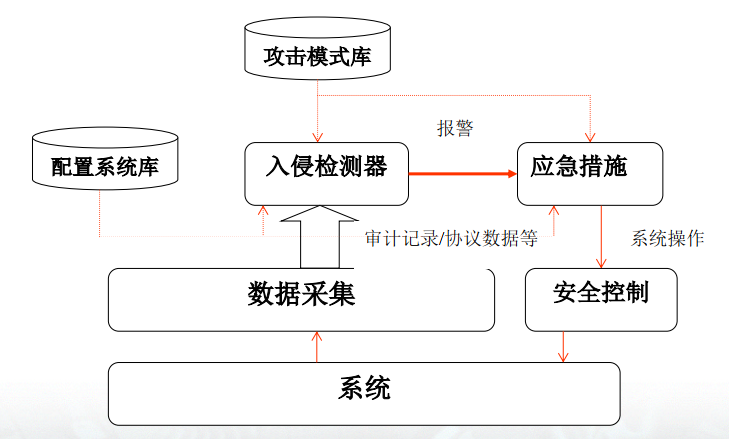 攻击模式库
报警
配置系统库
入侵检测器
应急措施
审计记录/协议数据等
系统操作
数据采集
安全控制
系统